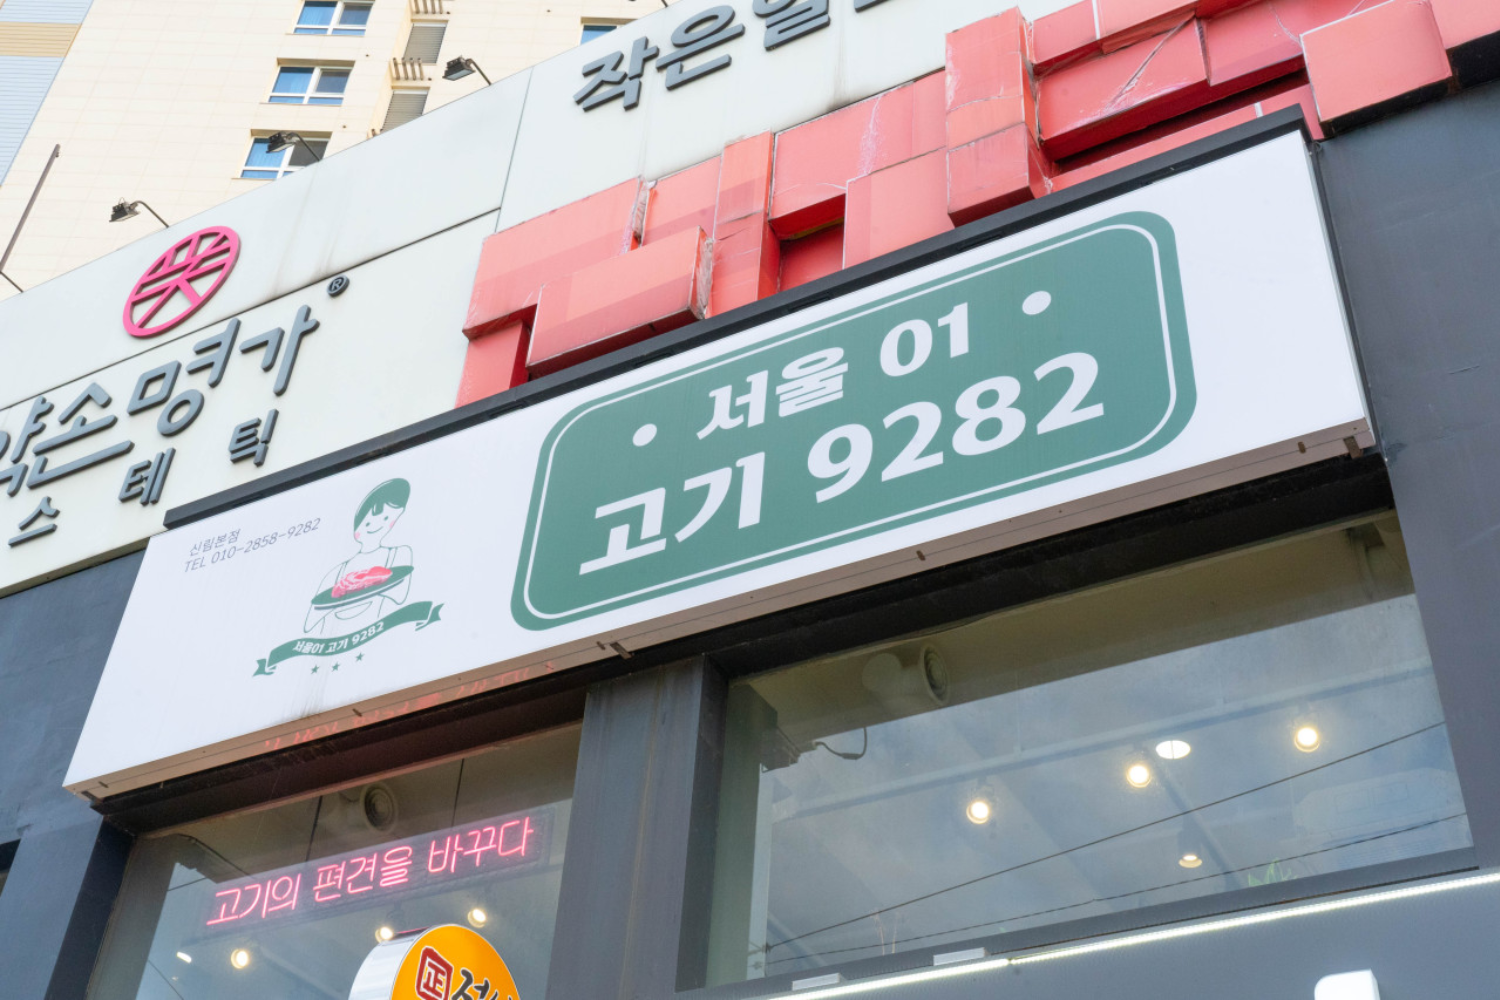 작은
약손명가
®
스테틱
신림본점
TEL 010-2858-9282
서울01 고기 9282
서울 01
고기 9282
고기의 편견을 바꾸다
正